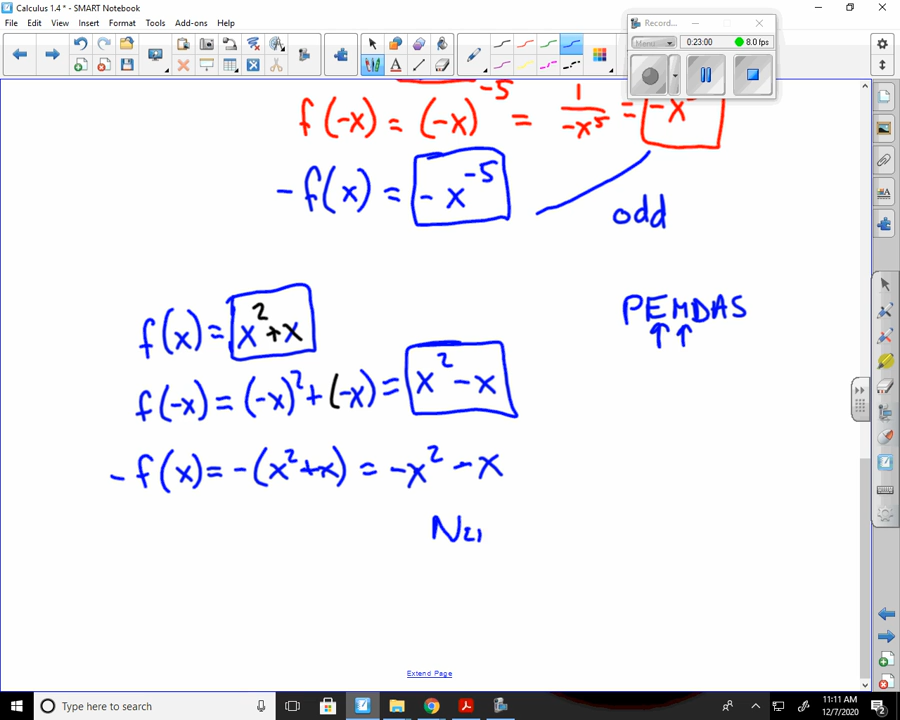 Calculus 1.4 * - SMART Notebook
File Edit View Insert Format Tools Add-ons Help
Record...
Menu 0:23:00 8.0 fps
f(-x) = (-x)^-5 = 1/-x^5 =
- f(x) = -x^-5
odd
f(x) = x^2+x
PEMDAS
↑↑
f(-x) = (-x)^2 + (-x) = x^2 - x
- f(x) = -(x^2+x) = -x^2 - x
Extend Page
Type here to search
11:11 AM
12/7/2020
2